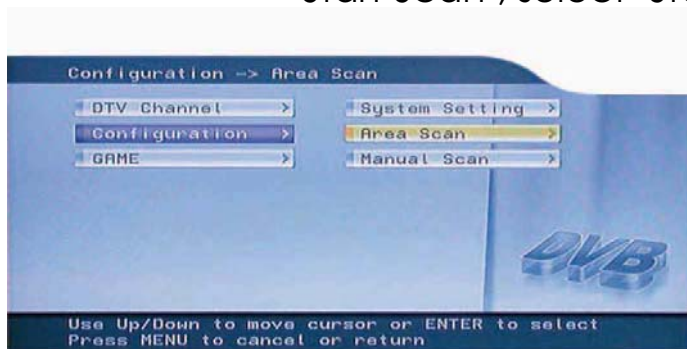 Configuration -> Area Scan
DTV Channel >
System Setting >
Configuration >
Area Scan >
GAME >
Manual Scan >
DVB
Use Up/Down to move cursor or ENTER to select
Press MENU to cancel or return